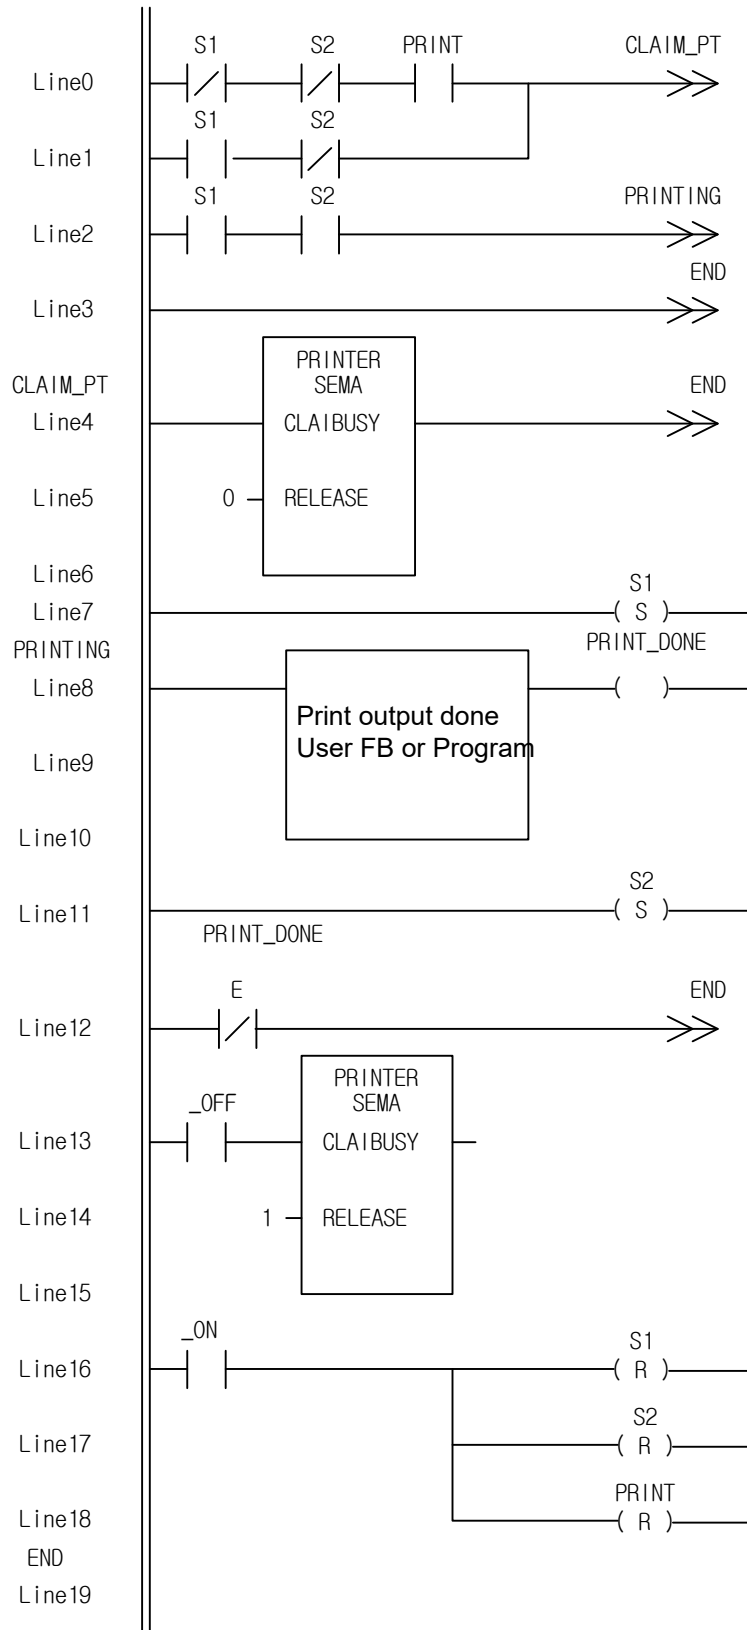 S1 S2 PRINT CLAIM_PT
Line0
S1 S2
Line1
S1 S2 PRINTING
Line2
END
Line3
PRINTER
CLAIM_PT SEMA END
Line4 CLAIBUSY
Line5 0 RELEASE
Line6
S1
Line7 ( S )
PRINTING PRINT_DONE
Line8 ( )
Print output done
User FB or Program
Line9
Line10
S2
Line11 ( S )
PRINT_DONE
E END
Line12
PRINTER
_OFF SEMA
Line13 CLAIBUSY
Line14 1 RELEASE
Line15
_ON S1
Line16 ( R )
S2
Line17 ( R )
PRINT
Line18 ( R )
END
Line19